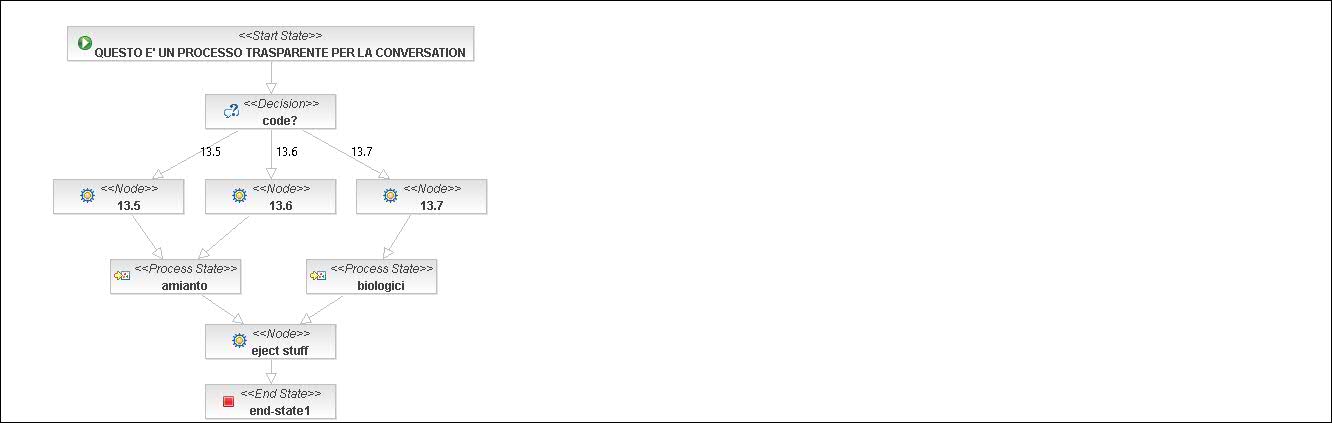 <<Start State>>
QUESTO E' UN PROCESSO TRASPARENTE PER LA CONVERSATION
<<Decision>>
code?
13.5 13.6 13.7
<<Node>> <<Node>> <<Node>>
13.5 13.6 13.7
<<Process State>> <<Process State>>
amianto biologici
<<Node>>
eject stuff
<<End State>>
end-state1